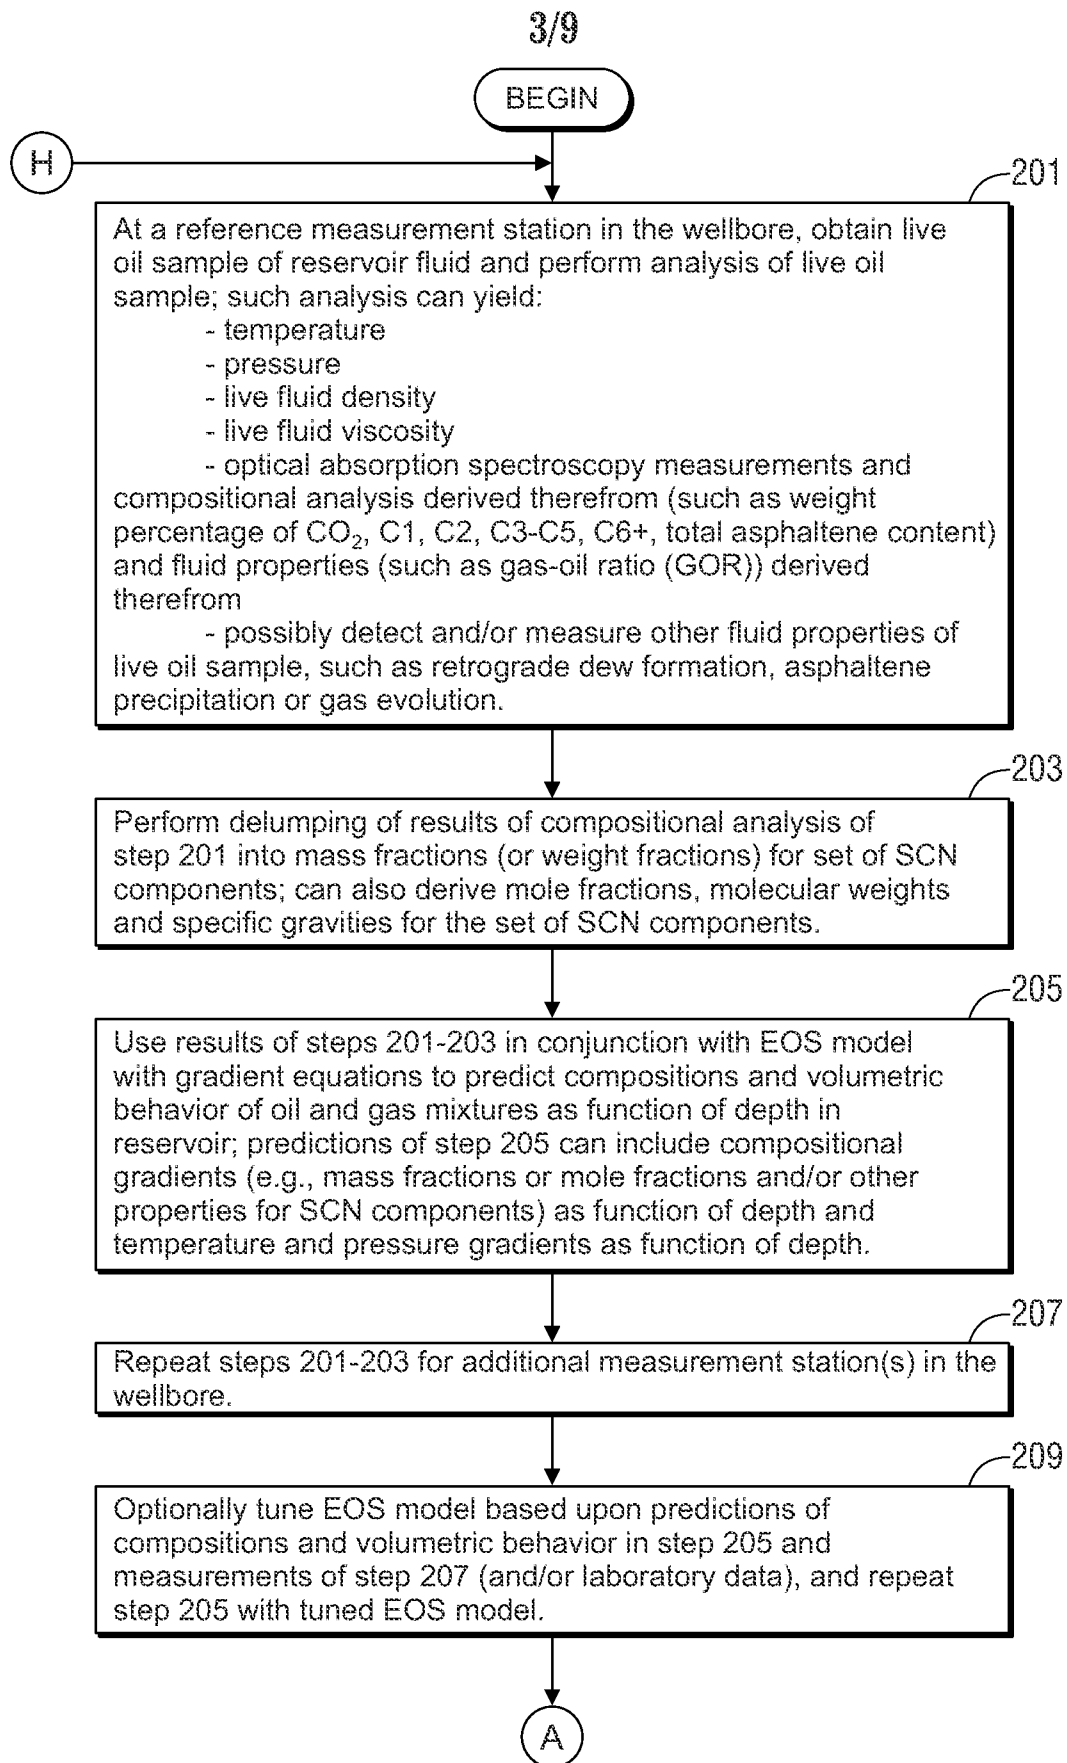 3/9
BEGIN
H
201
At a reference measurement station in the wellbore, obtain live
oil sample of reservoir fluid and perform analysis of live oil
sample; such analysis can yield:
- temperature
- pressure
- live fluid density
- live fluid viscosity
- optical absorption spectroscopy measurements and
compositional analysis derived therefrom (such as weight
percentage of CO₂, C1, C2, C3-C5, C6+, total asphaltene content)
and fluid properties (such as gas-oil ratio (GOR)) derived
therefrom
- possibly detect and/or measure other fluid properties of
live oil sample, such as retrograde dew formation, asphaltene
precipitation or gas evolution.
203
Perform delumping of results of compositional analysis of
step 201 into mass fractions (or weight fractions) for set of SCN
components; can also derive mole fractions, molecular weights
and specific gravities for the set of SCN components.
205
Use results of steps 201-203 in conjunction with EOS model
with gradient equations to predict compositions and volumetric
behavior of oil and gas mixtures as function of depth in
reservoir; predictions of step 205 can include compositional
gradients (e.g., mass fractions or mole fractions and/or other
properties for SCN components) as function of depth and
temperature and pressure gradients as function of depth.
207
Repeat steps 201-203 for additional measurement station(s) in the
wellbore.
209
Optionally tune EOS model based upon predictions of
compositions and volumetric behavior in step 205 and
measurements of step 207 (and/or laboratory data), and repeat
step 205 with tuned EOS model.
A